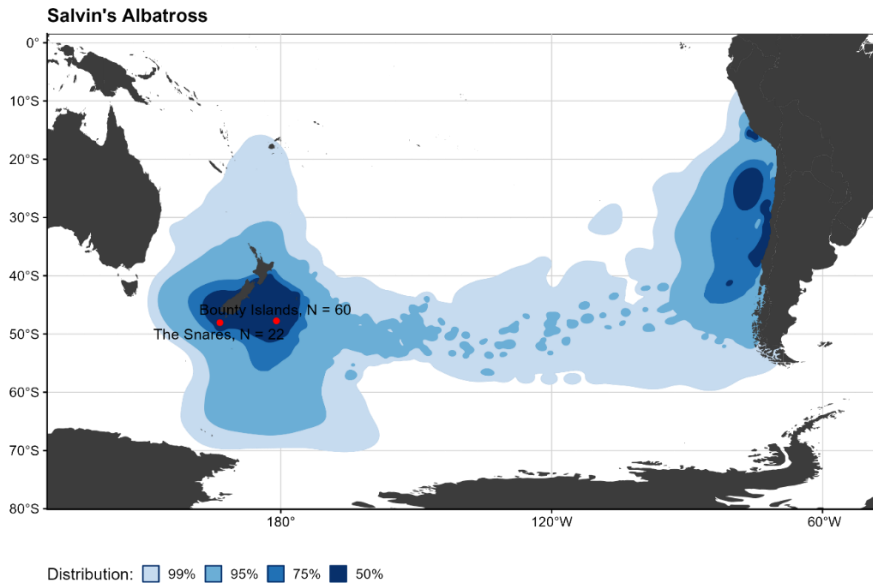 Salvin's Albatross
0°
10°S
20°S
30°S
40°S
50°S
60°S
70°S
80°S
Bounty Islands, N = 60
The Snares, N = 22
180°
120°W
60°W
Distribution: 99% 95% 75% 50%